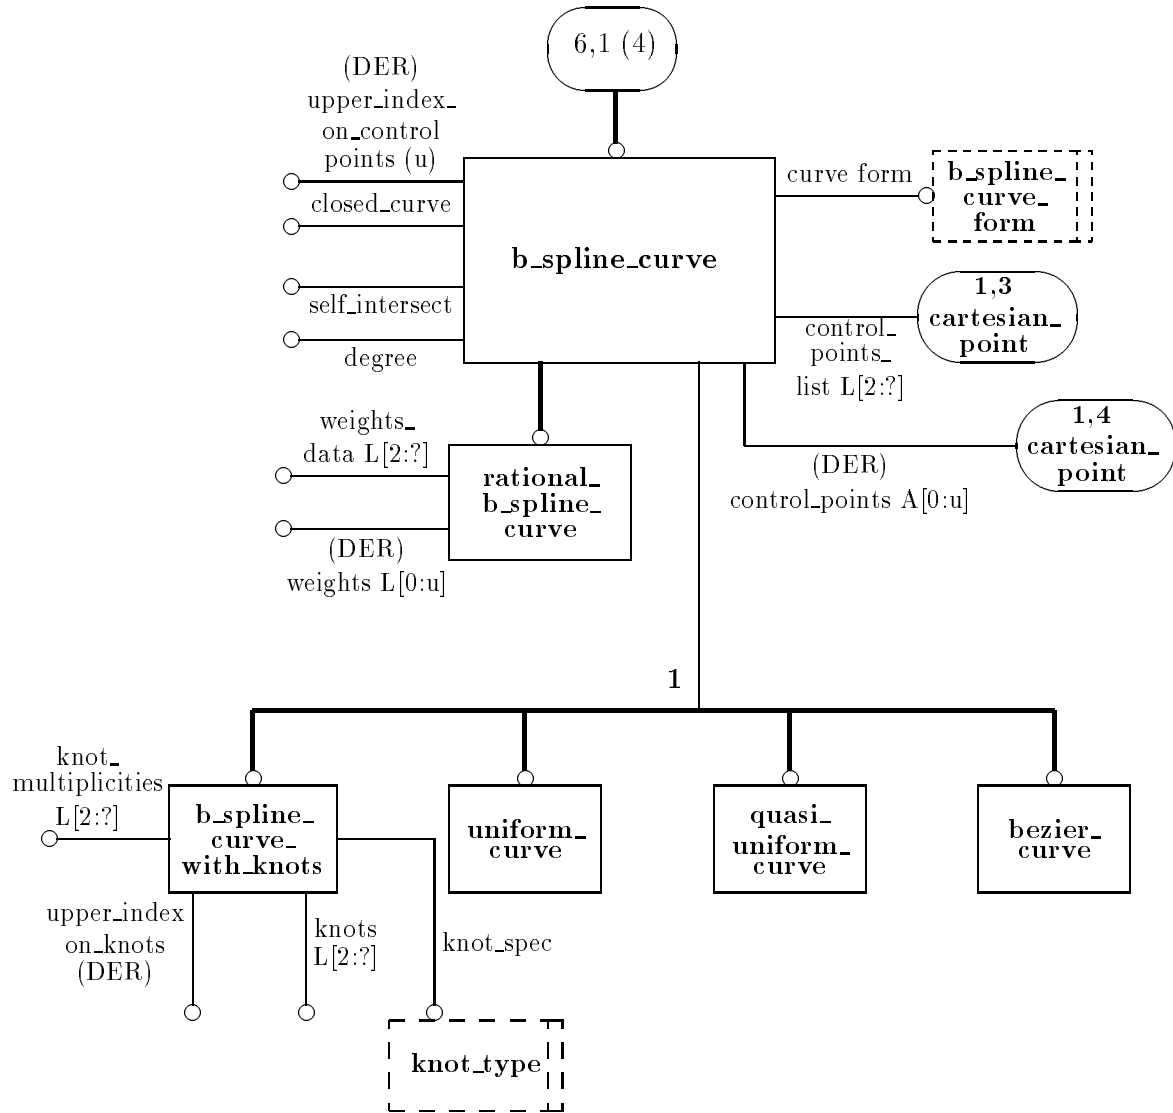 6,1 (4)
(DER)
upper_index_
on_control
points (u)
closed_curve
self_intersect
degree
b_spline_curve
curve form
b_spline_
curve_
form
1,3
cartesian_
point
control_
points_
list L[2:?]
1,4
cartesian_
point
(DER)
control_points A[0:u]
weights_
data L[2:?]
(DER)
weights L[0:u]
rational_
b_spline_
curve
1
knot_
multiplicities
L[2:?]
b_spline_
curve_
with_knots
uniform_
curve
quasi_
uniform_
curve
bezier_
curve
upper_index
on_knots
(DER)
knots
L[2:?]
knot_spec
knot_type